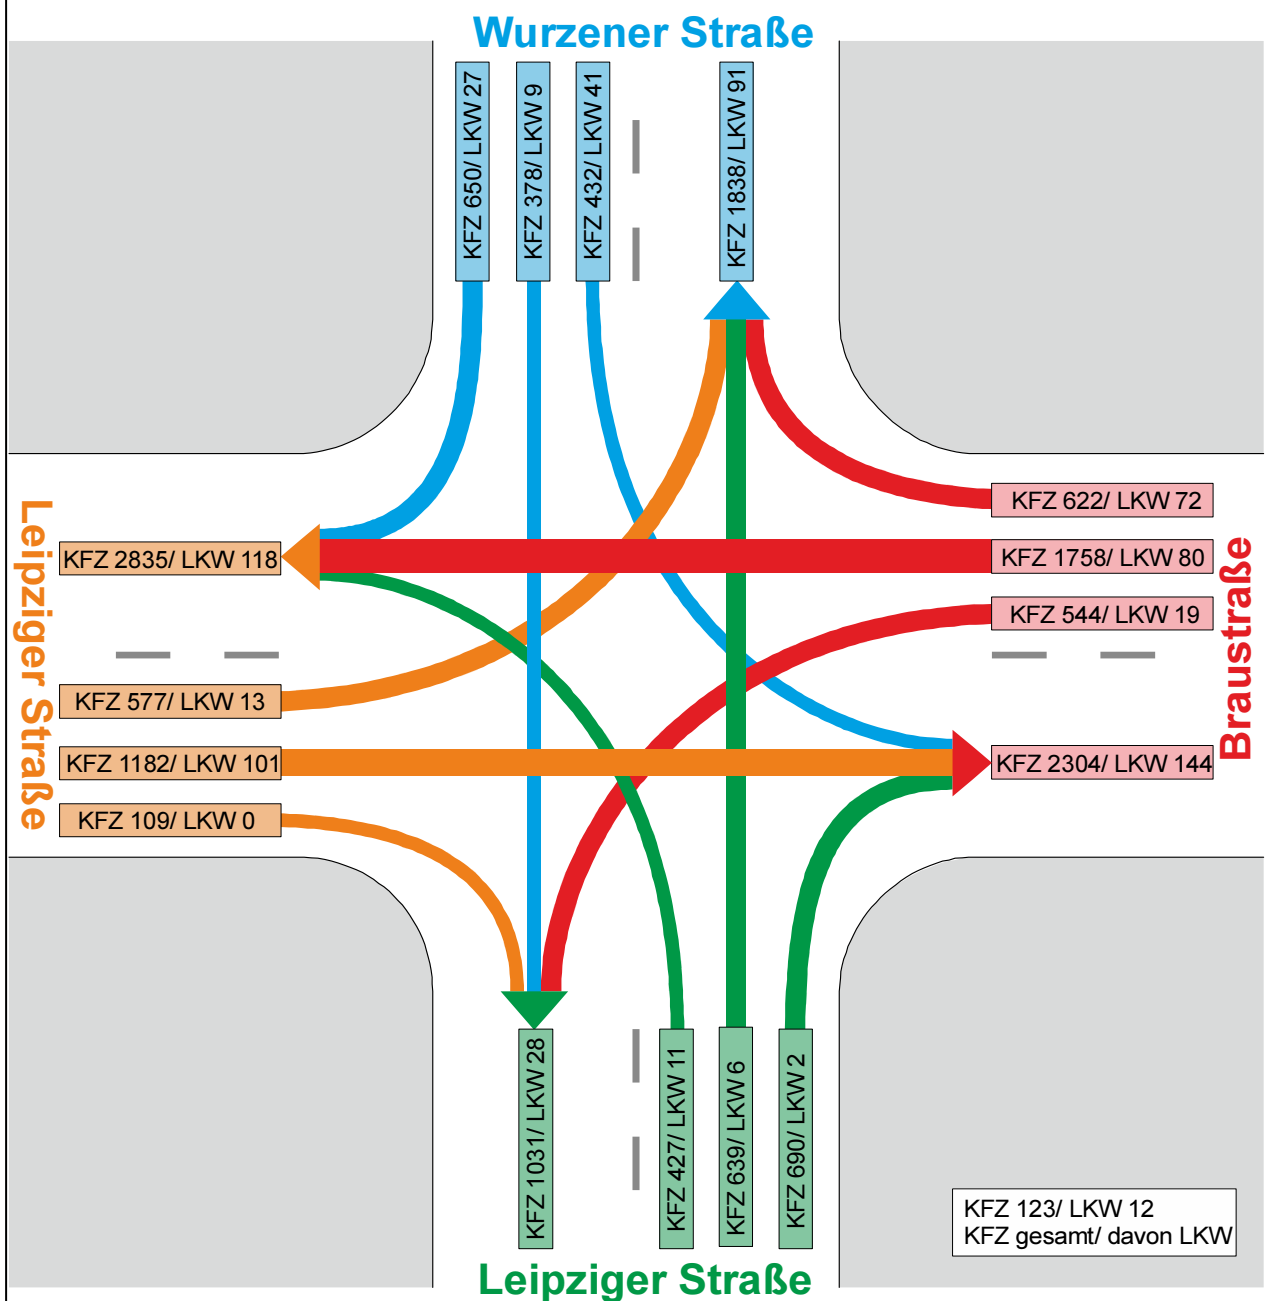 Wurzener Straße
KFZ 650/ LKW 27
KFZ 378/ LKW 9
KFZ 432/ LKW 41
KFZ 1838/ LKW 91
Leipziger Straße
KFZ 2835/ LKW 118
KFZ 577/ LKW 13
KFZ 1182/ LKW 101
KFZ 109/ LKW 0
KFZ 622/ LKW 72
KFZ 1758/ LKW 80
KFZ 544/ LKW 19
KFZ 2304/ LKW 144
Braustraße
KFZ 1031/ LKW 28
KFZ 427/ LKW 11
KFZ 639/ LKW 6
KFZ 690/ LKW 2
Leipziger Straße
KFZ 123/ LKW 12
KFZ gesamt/ davon LKW